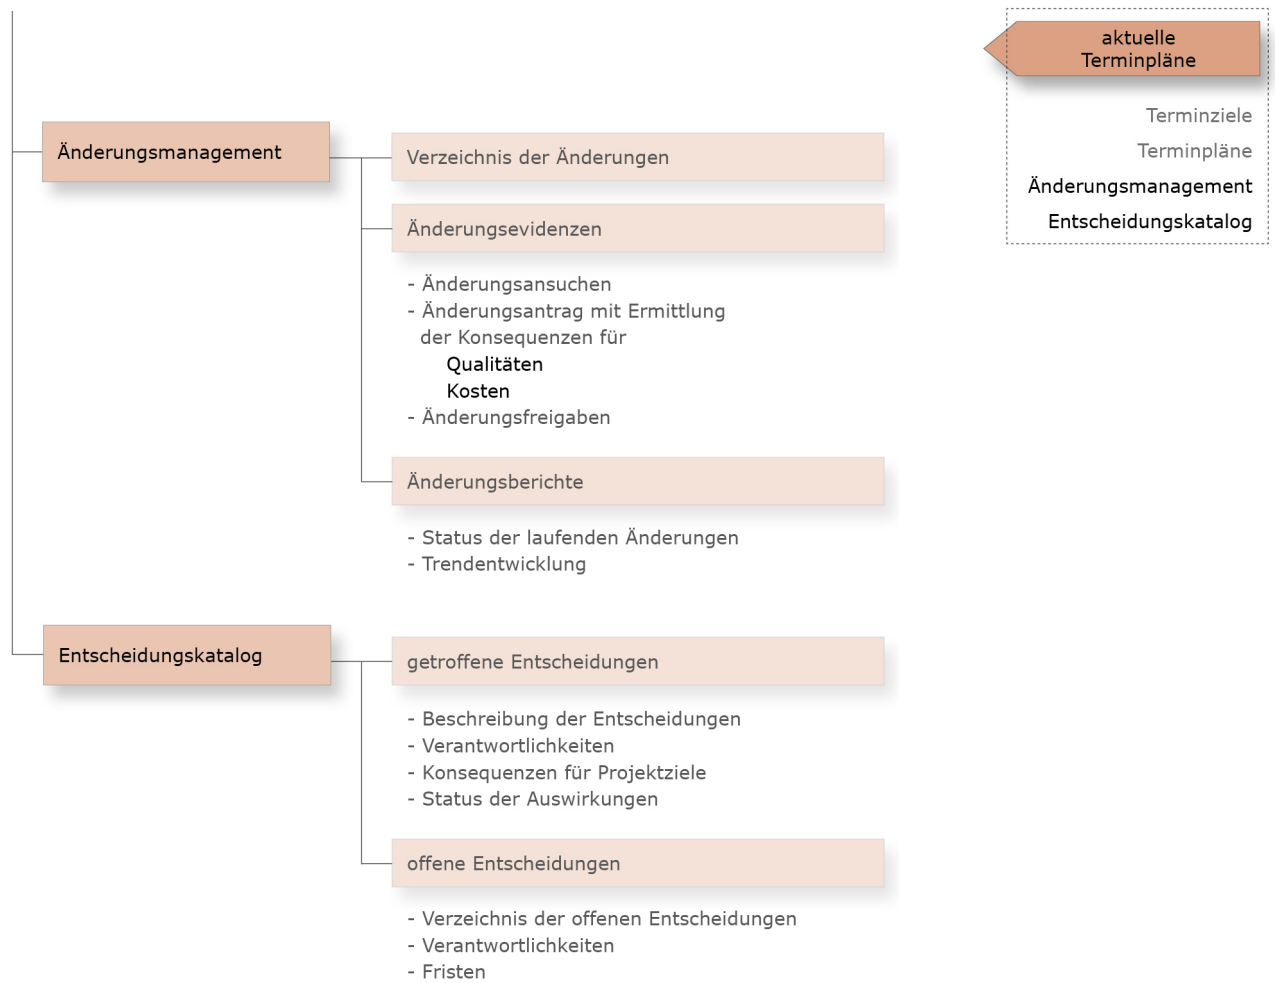 aktuelle
Terminpläne
Terminziele
Terminpläne
Änderungsmanagement
Entscheidungskatalog
Änderungsmanagement
Verzeichnis der Änderungen
Änderungsevidenzen
- Änderungsansuchen
- Änderungsantrag mit Ermittlung
der Konsequenzen für
Qualitäten
Kosten
- Änderungsfreigaben
Änderungsberichte
- Status der laufenden Änderungen
- Trendentwicklung
Entscheidungskatalog
getroffene Entscheidungen
- Beschreibung der Entscheidungen
- Verantwortlichkeiten
- Konsequenzen für Projektziele
- Status der Auswirkungen
offene Entscheidungen
- Verzeichnis der offenen Entscheidungen
- Verantwortlichkeiten
- Fristen